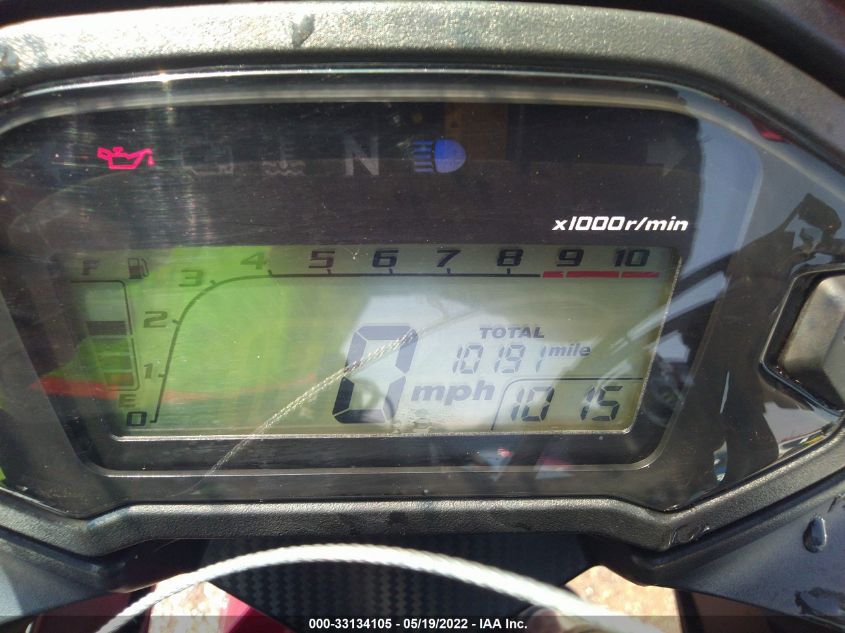 N
x1000r/min
F 3 4 5 6 7 8 9 10
2
1
E
0
TOTAL
10191 mile
0 mph 10 15
000-33134105 - 05/19/2022 - IAA Inc.